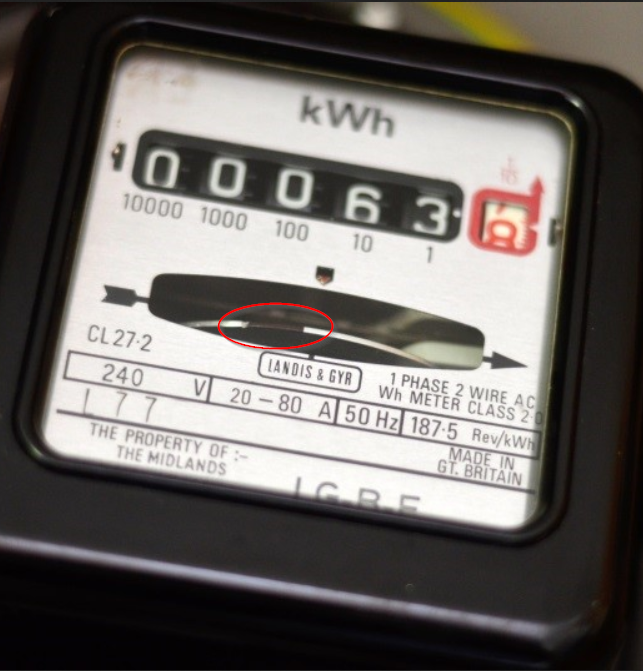 kWh
0 0 0 6 3
10000 1000 100 10 1
CL27·2
LANDIS & GYR
1 PHASE 2 WIRE AC
Wh METER CLASS 2·0
240 V 20–80 A 50 Hz 187·5 Rev/kWh
L 7 7
MADE IN
GT. BRITAIN
THE PROPERTY OF :–
THE MIDLANDS